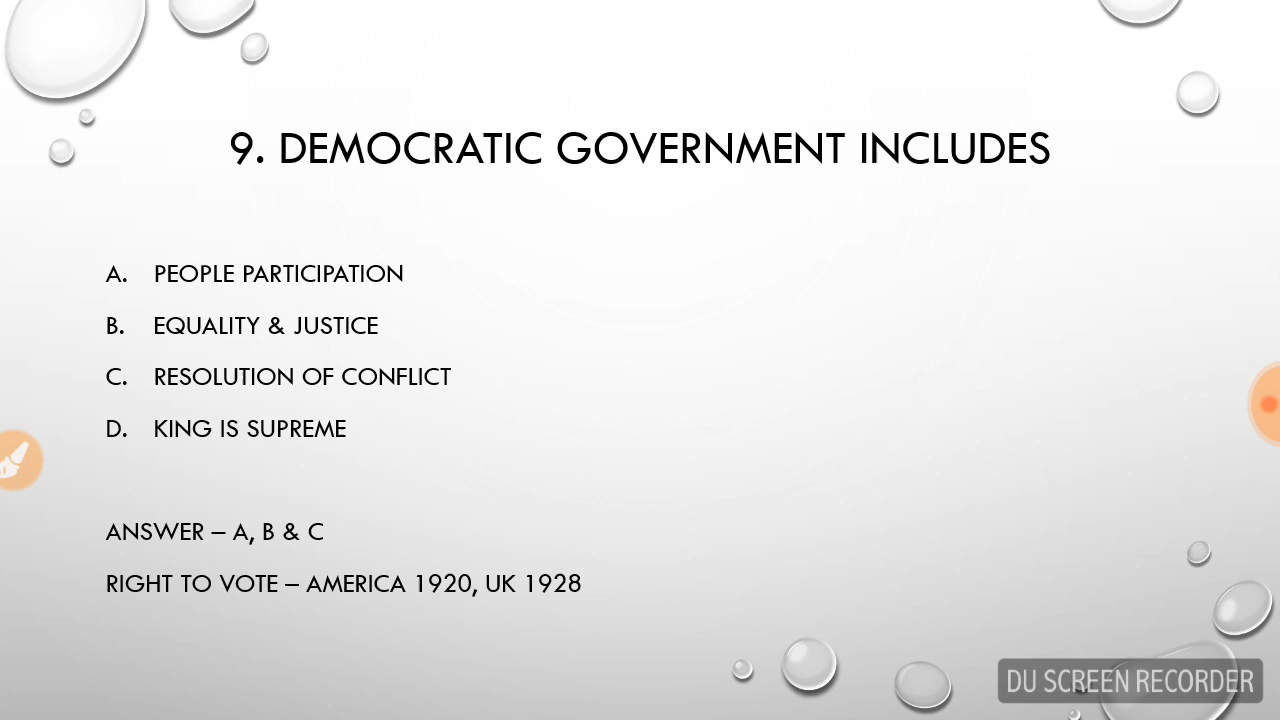 9. DEMOCRATIC GOVERNMENT INCLUDES
A. PEOPLE PARTICIPATION
B. EQUALITY & JUSTICE
C. RESOLUTION OF CONFLICT
D. KING IS SUPREME
ANSWER – A, B & C
RIGHT TO VOTE – AMERICA 1920, UK 1928
DU SCREEN RECORDER